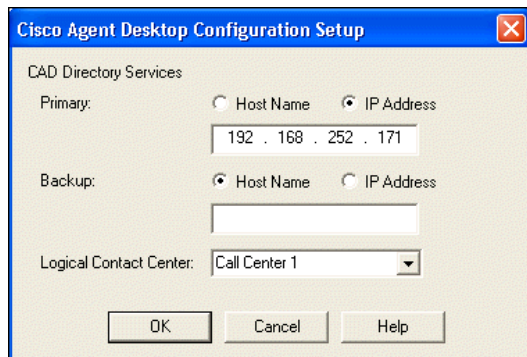 Cisco Agent Desktop Configuration Setup
CAD Directory Services
Primary: Host Name IP Address
192 . 168 . 252 . 171
Backup: Host Name IP Address
Logical Contact Center: Call Center 1
OK Cancel Help